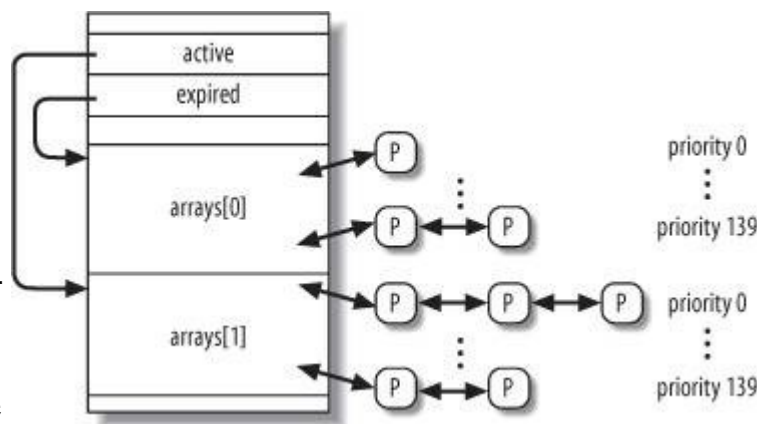 active
expired
P
priority 0
arrays[0]
P P
priority 139
P P P
priority 0
arrays[1]
P P
priority 139